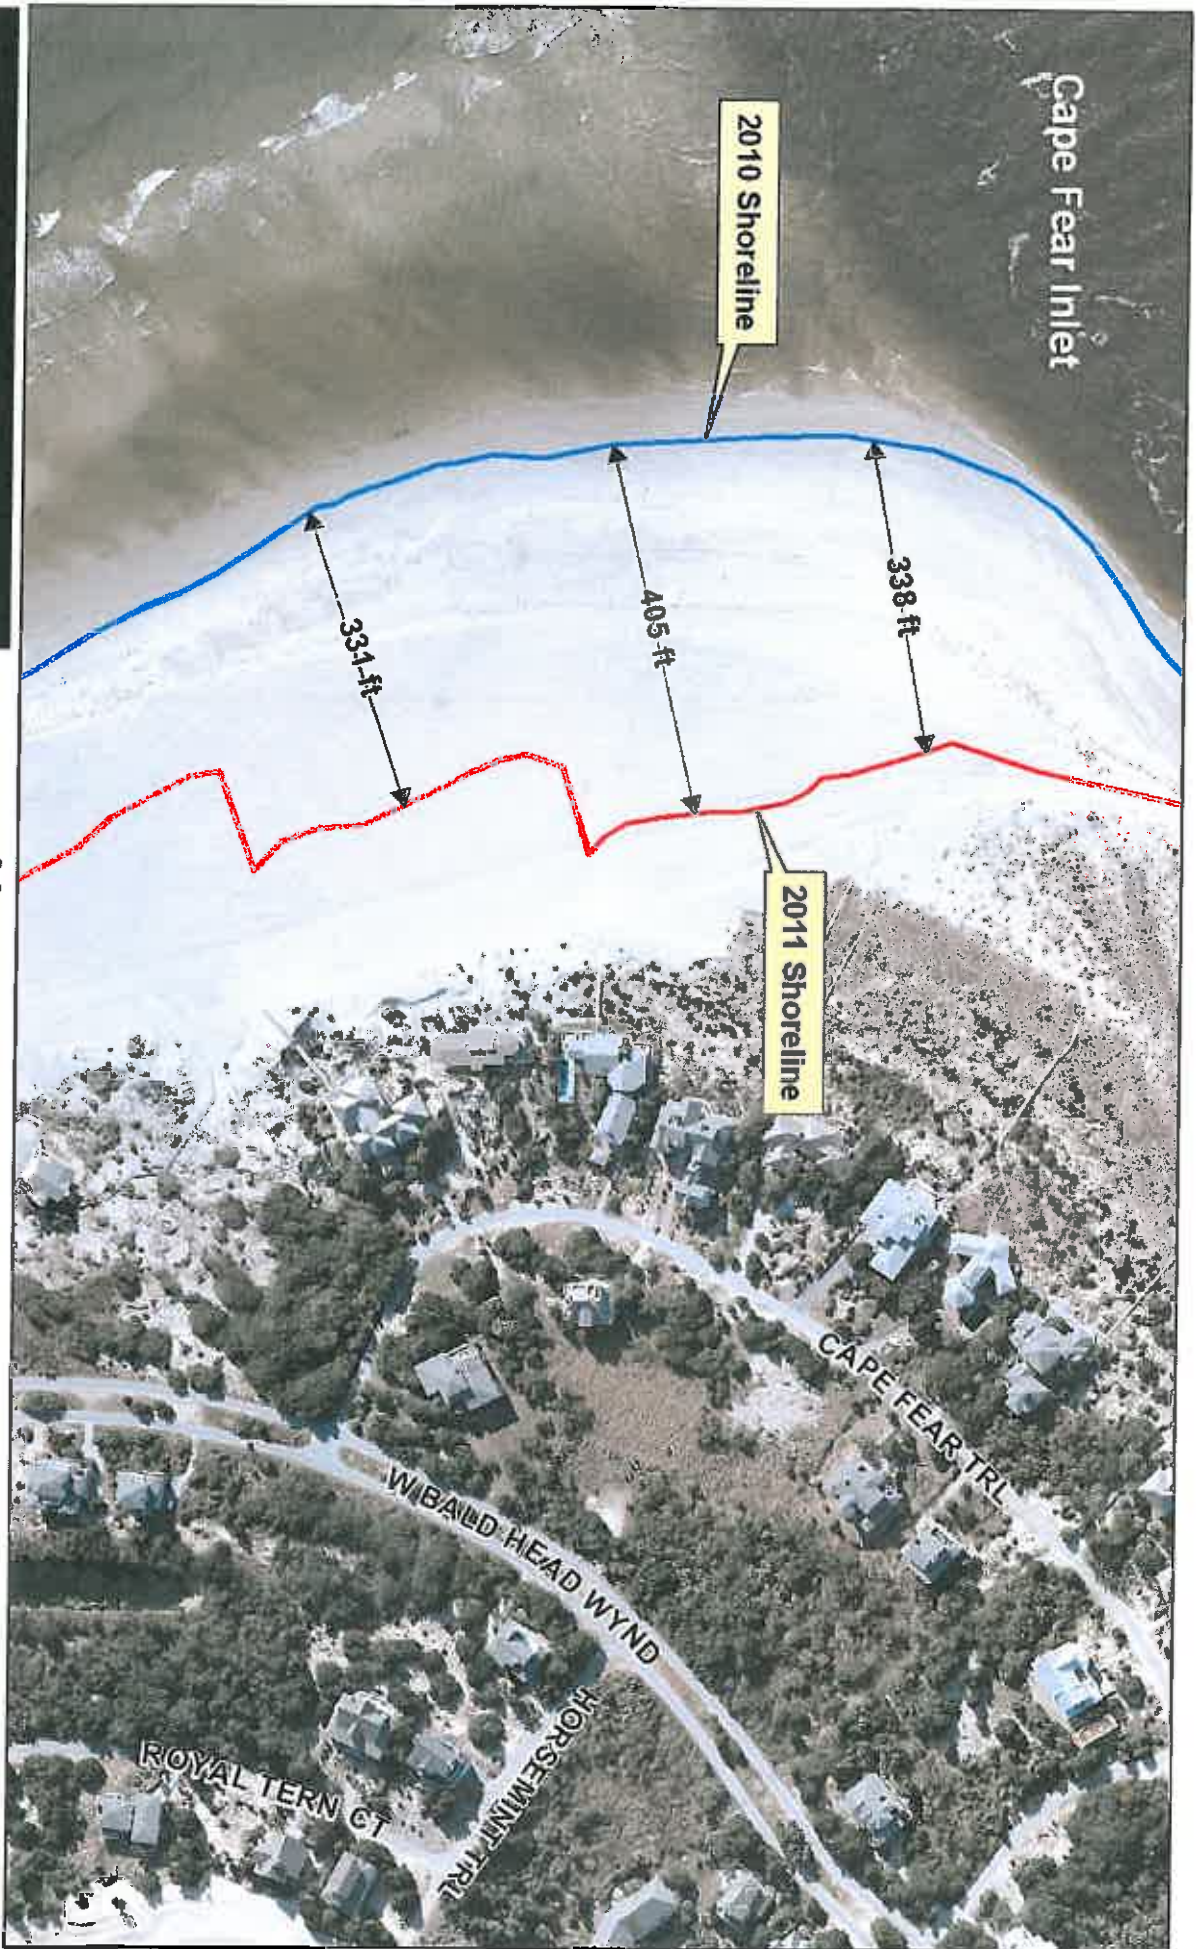 Cape Fear Inlet
2010 Shoreline
338 ft
405 ft
331 ft
2011 Shoreline
CAPE FEAR TRL
W BALD HEAD WYND
HORSEMINT TRL
ROYAL TERN CT